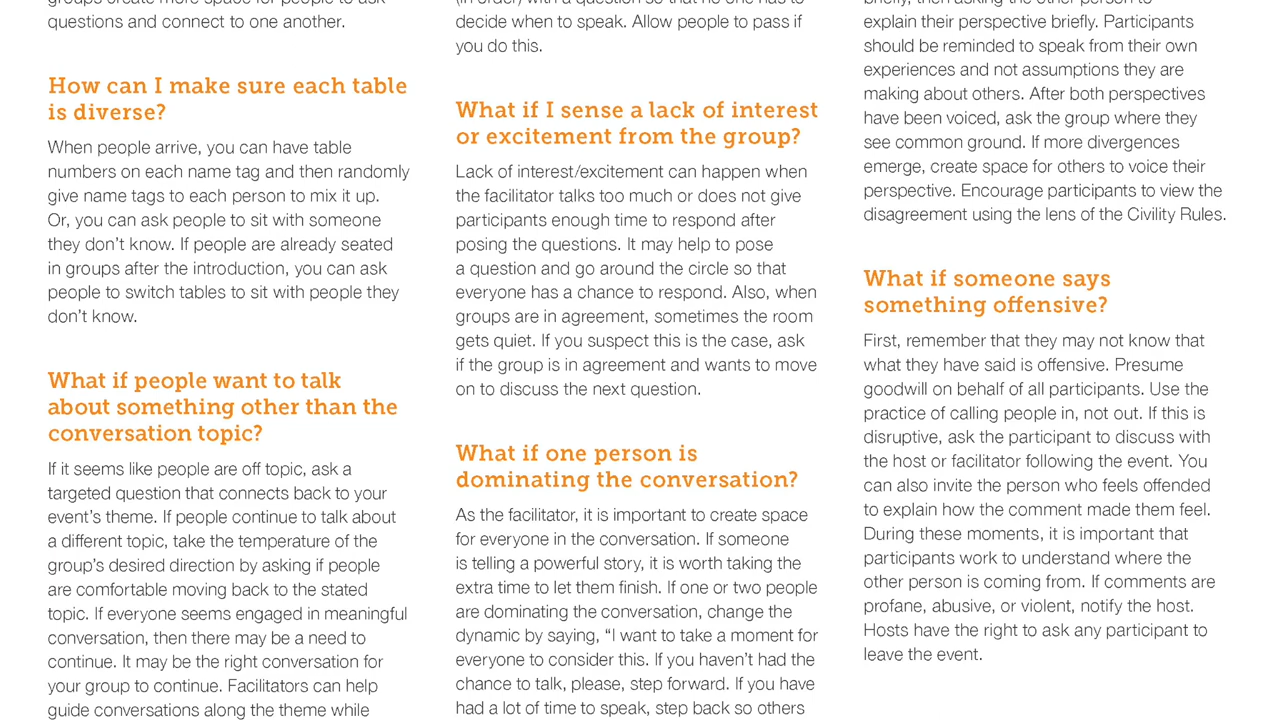 groups create more space for people to ask
questions and connect to one another.
How can I make sure each table
is diverse?
When people arrive, you can have table
numbers on each name tag and then randomly
give name tags to each person to mix it up.
Or, you can ask people to sit with someone
they don’t know. If people are already seated
in groups after the introduction, you can ask
people to switch tables to sit with people they
don’t know.
What if people want to talk
about something other than the
conversation topic?
If it seems like people are off topic, ask a
targeted question that connects back to your
event’s theme. If people continue to talk about
a different topic, take the temperature of the
group’s desired direction by asking if people
are comfortable moving back to the stated
topic. If everyone seems engaged in meaningful
conversation, then there may be a need to
continue. It may be the right conversation for
your group to continue. Facilitators can help
guide conversations along the theme while
(in order) with a question so that no one has to
decide when to speak. Allow people to pass if
you do this.
What if I sense a lack of interest
or excitement from the group?
Lack of interest/excitement can happen when
the facilitator talks too much or does not give
participants enough time to respond after
posing the questions. It may help to pose
a question and go around the circle so that
everyone has a chance to respond. Also, when
groups are in agreement, sometimes the room
gets quiet. If you suspect this is the case, ask
if the group is in agreement and wants to move
on to discuss the next question.
What if one person is
dominating the conversation?
As the facilitator, it is important to create space
for everyone in the conversation. If someone
is telling a powerful story, it is worth taking the
extra time to let them finish. If one or two people
are dominating the conversation, change the
dynamic by saying, “I want to take a moment for
everyone to consider this. If you haven’t had the
chance to talk, please, step forward. If you have
had a lot of time to speak, step back so others
briefly, then asking the other person to
explain their perspective briefly. Participants
should be reminded to speak from their own
experiences and not assumptions they are
making about others. After both perspectives
have been voiced, ask the group where they
see common ground. If more divergences
emerge, create space for others to voice their
perspective. Encourage participants to view the
disagreement using the lens of the Civility Rules.
What if someone says
something offensive?
First, remember that they may not know that
what they have said is offensive. Presume
goodwill on behalf of all participants. Use the
practice of calling people in, not out. If this is
disruptive, ask the participant to discuss with
the host or facilitator following the event. You
can also invite the person who feels offended
to explain how the comment made them feel.
During these moments, it is important that
participants work to understand where the
other person is coming from. If comments are
profane, abusive, or violent, notify the host.
Hosts have the right to ask any participant to
leave the event.